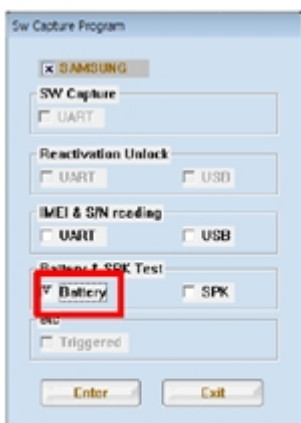 Sw Capture Program
SAMSUNG
SW Capture
UART
Reactivation Unlock
UART USB
IMEI & S/N reading
UART USB
Battery & SPK Test
Battery SPK
Etc
Triggered
Enter Exit